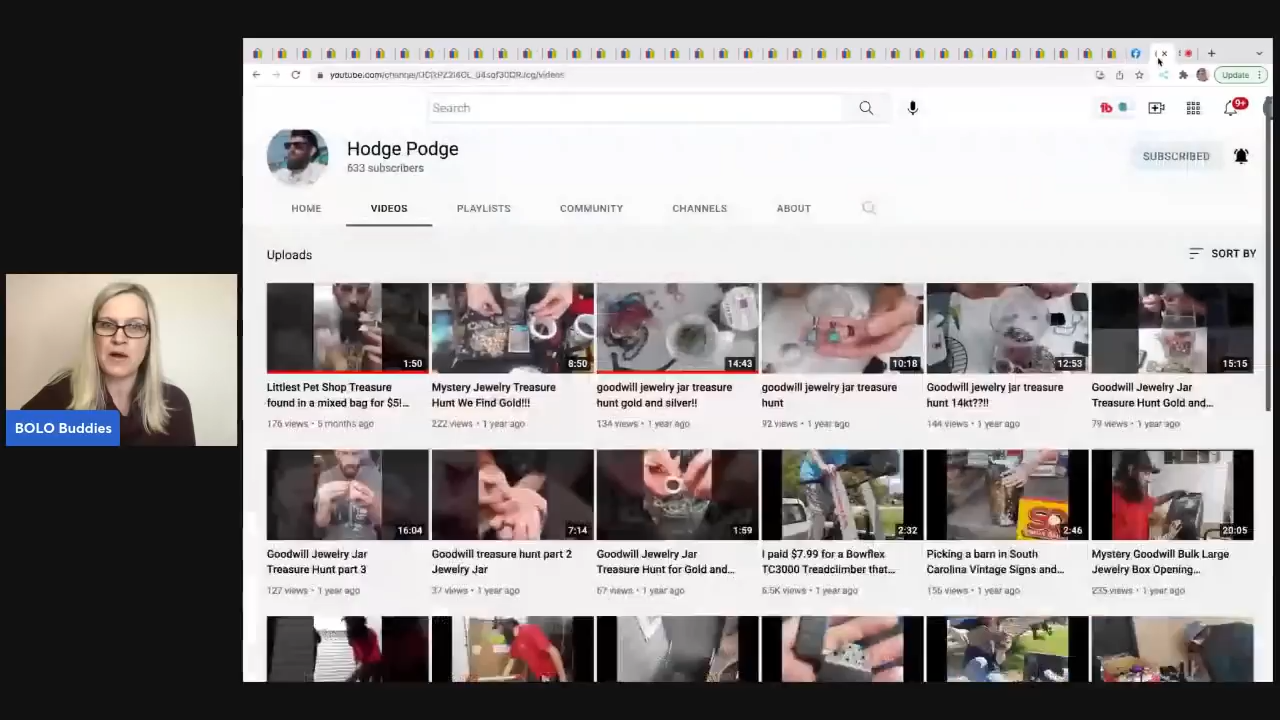 Update
Search
9+
Hodge Podge
633 subscribers
SUBSCRIBED
HOME VIDEOS PLAYLISTS COMMUNITY CHANNELS ABOUT
Uploads
SORT BY
1:50 8:50 14:43 10:18 12:53 15:15
Littlest Pet Shop Treasure found in a mixed bag for $5!...
176 views • 5 months ago
Mystery Jewelry Treasure Hunt We Find Gold!!!
222 views • 1 year ago
goodwill jewelry jar treasure hunt gold and silver!!
134 views • 1 year ago
goodwill jewelry jar treasure hunt
92 views • 1 year ago
Goodwill jewelry jar treasure hunt 14kt??!!
144 views • 1 year ago
Goodwill Jewelry Jar Treasure Hunt Gold and...
79 views • 1 year ago
BOLO Buddies
16:04 7:14 1:59 2:32 2:46 20:05
Goodwill Jewelry Jar Treasure Hunt part 3
127 views • 1 year ago
Goodwill treasure hunt part 2 Jewelry Jar
37 views • 1 year ago
Goodwill Jewelry Jar Treasure Hunt for Gold and...
67 views • 1 year ago
I paid $7.99 for a Bowflex TC3000 Treadclimber that...
6.5K views • 1 year ago
Picking a barn in South Carolina Vintage Signs and...
156 views • 1 year ago
Mystery Goodwill Bulk Large Jewelry Box Opening...
235 views • 1 year ago